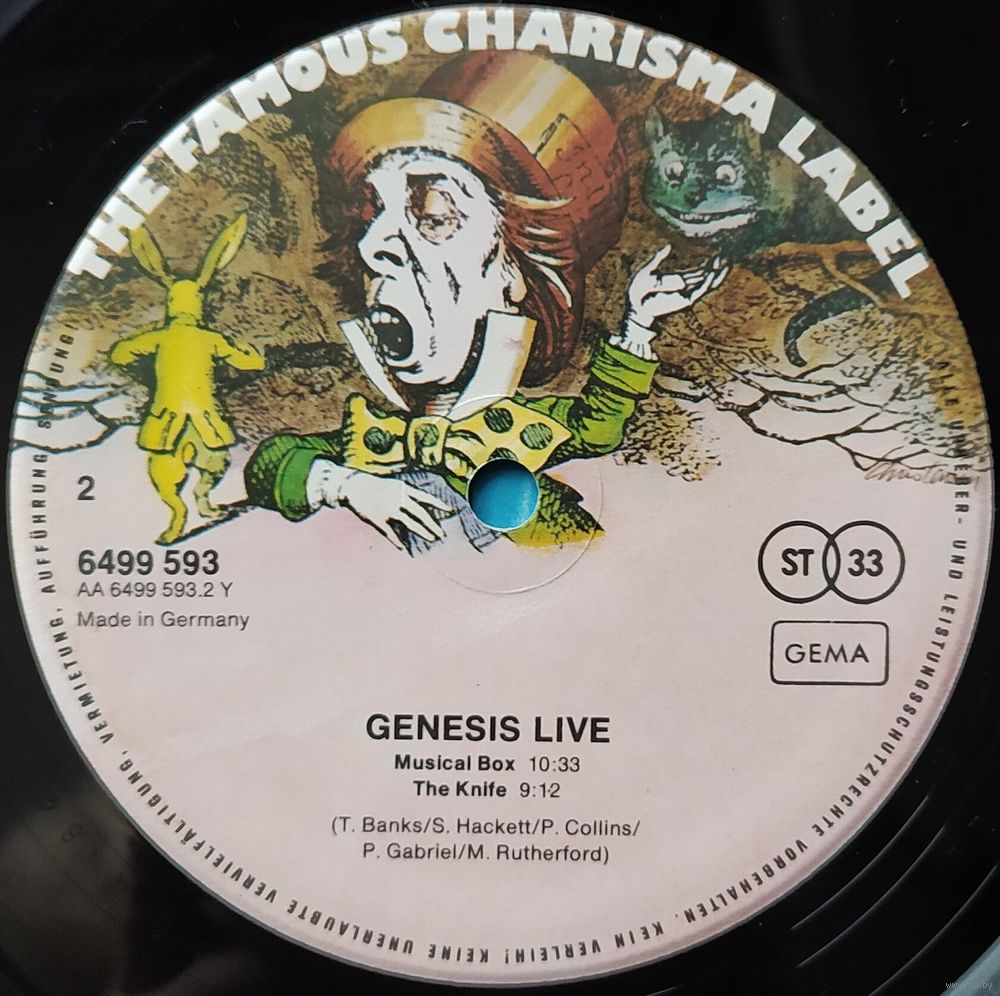 THE FAMOUS CHARISMA LABEL
2
6499 593
AA 6499 593.2 Y
Made in Germany
ST 33
GEMA
GENESIS LIVE
Musical Box 10:33
The Knife 9:12
(T. Banks/S. Hackett/P. Collins/
P. Gabriel/M. Rutherford)
ALLE URHEBER- UND LEISTUNGSSCHUTZRECHTE VORBEHALTEN. KEIN VERLEIH! KEINE UNERLAUBTE VERVIELFÄLTIGUNG, VERMIETUNG, AUFFÜHRUNG, SENDUNG!